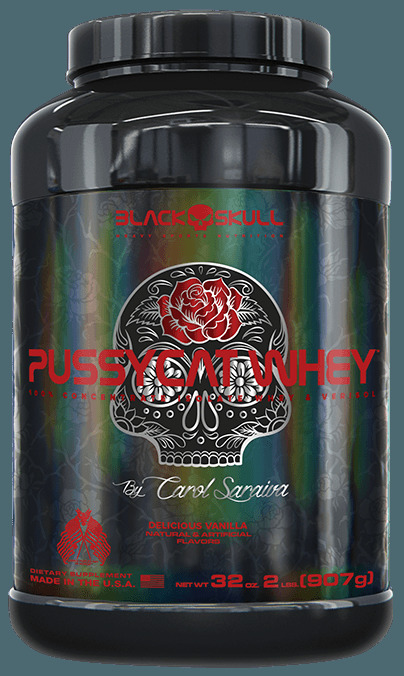 BLACK SKULL
PUSSYCAT WHEY
By Carol Saraiva
DELICIOUS VANILLA
NATURAL & ARTIFICIAL
FLAVORS
DIETARY SUPPLEMENT
MADE IN THE U.S.A.
NET WT 32 OZ. 2 LBS. (907g)